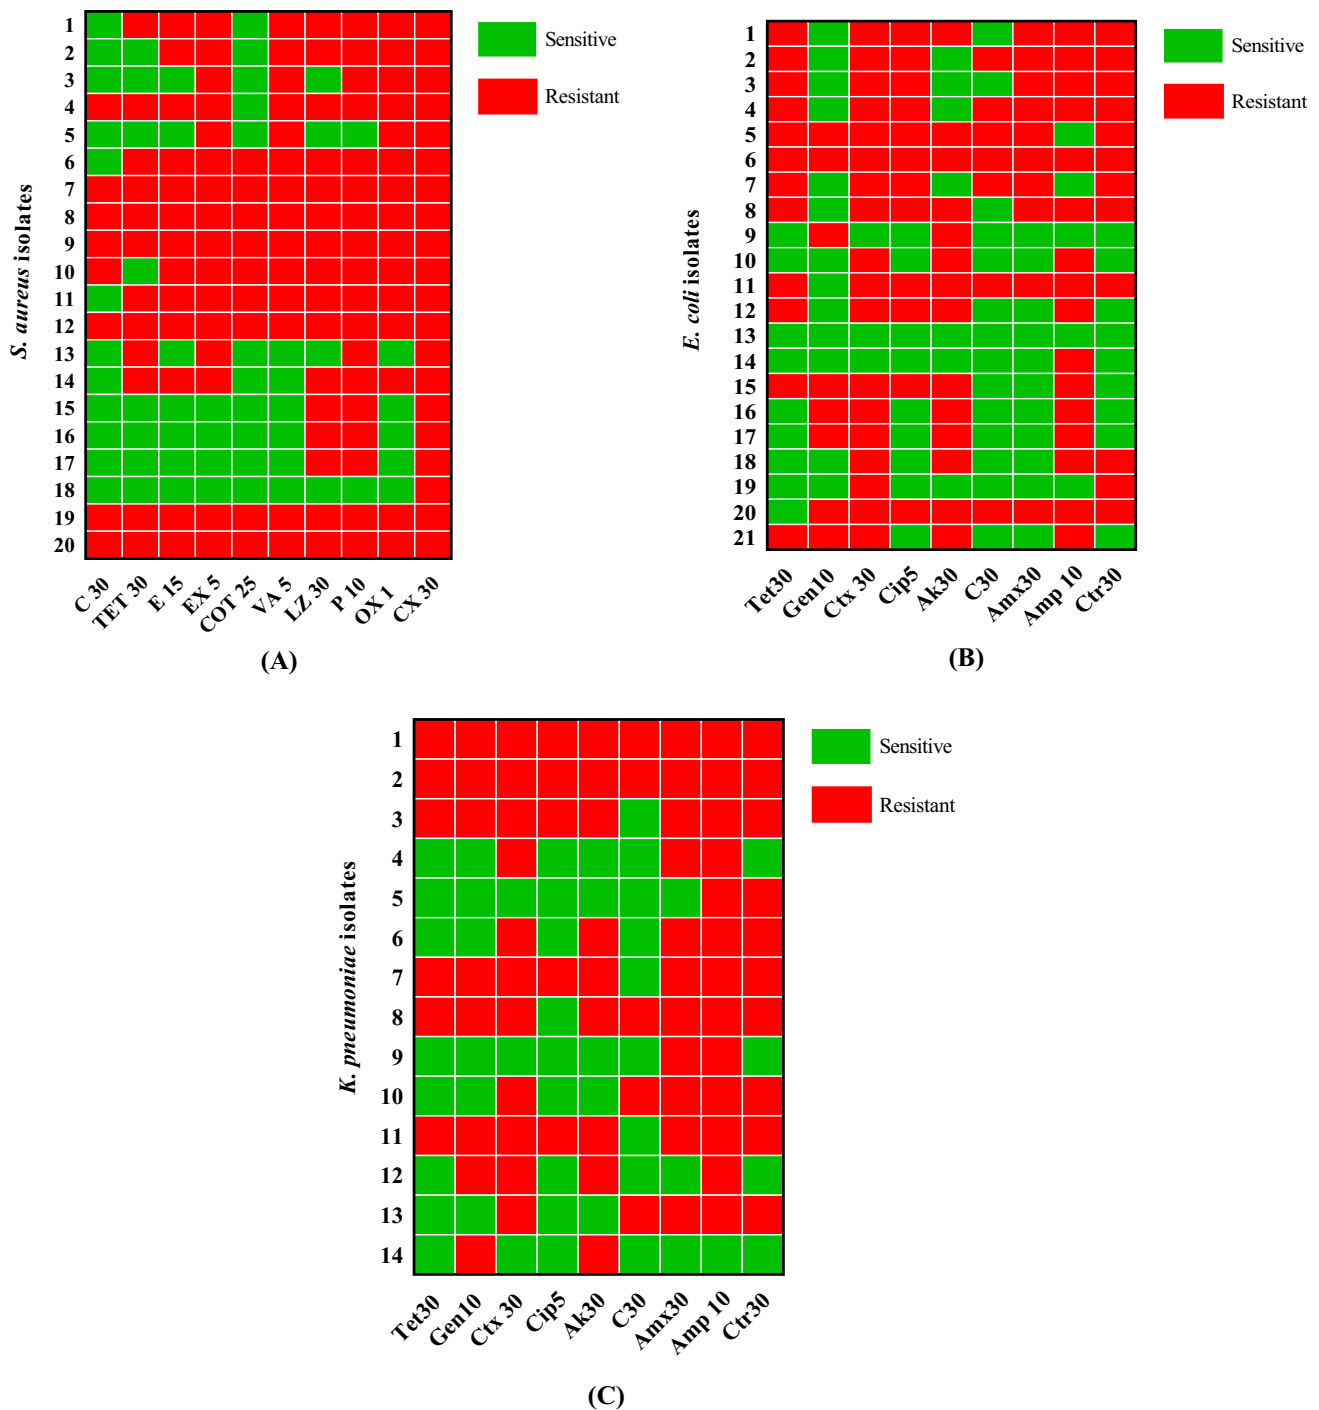 1
2
3
4
5
6
7
8
9
10
11
12
13
14
15
16
17
18
19
20
S. aureus isolates
C 30
TET 30
E 15
EX 5
COT 25
VA 5
LZ 30
P 10
OX 1
CX 30
Sensitive
Resistant
(A)
1
2
3
4
5
6
7
8
9
10
11
12
13
14
15
16
17
18
19
20
21
E. coli isolates
Tet30
Gen10
Ctx 30
Cip5
Ak30
C30
Amx30
Amp 10
Ctr30
Sensitive
Resistant
(B)
1
2
3
4
5
6
7
8
9
10
11
12
13
14
K. pneumoniae isolates
Tet30
Gen10
Ctx 30
Cip5
Ak30
C30
Amx30
Amp 10
Ctr30
Sensitive
Resistant
(C)